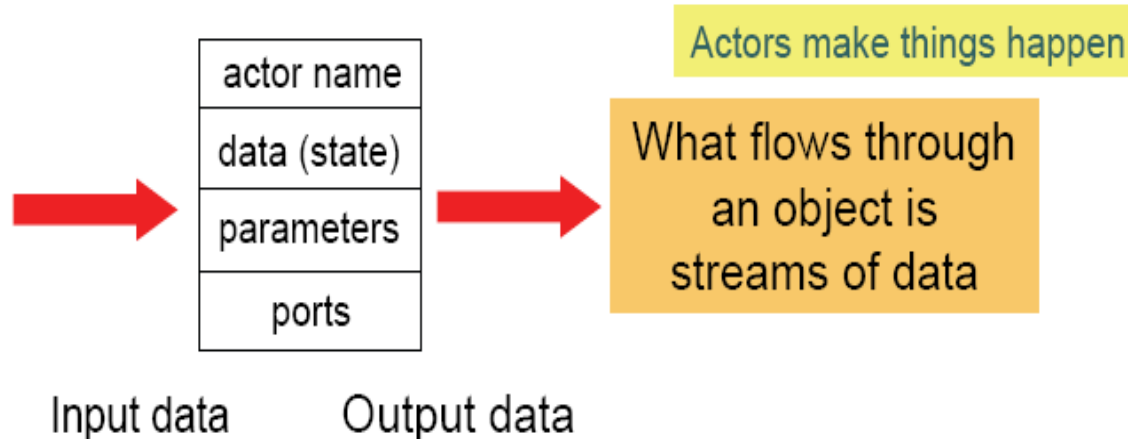 Actors make things happen
actor name
data (state)
parameters
ports
What flows through
an object is
streams of data
Input data
Output data